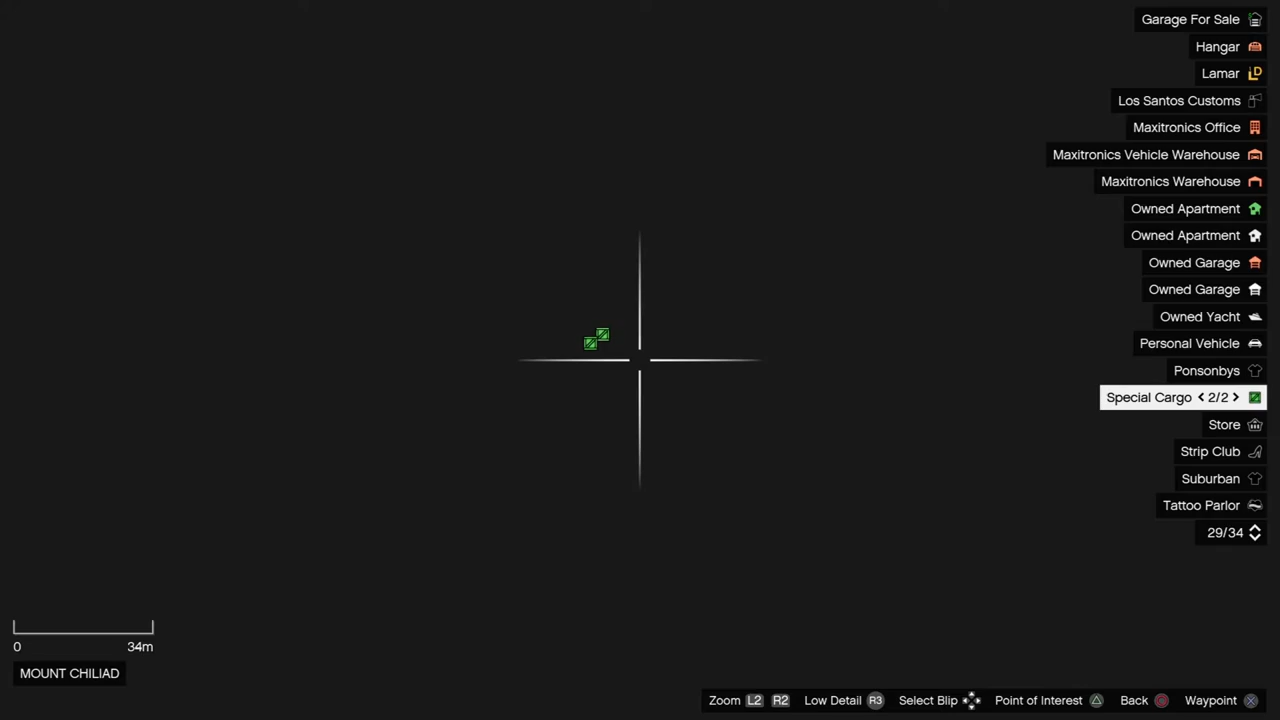 Garage For Sale
Hangar
Lamar
Los Santos Customs
Maxitronics Office
Maxitronics Vehicle Warehouse
Maxitronics Warehouse
Owned Apartment
Owned Apartment
Owned Garage
Owned Garage
Owned Yacht
Personal Vehicle
Ponsonbys
Special Cargo < 2/2 >
Store
Strip Club
Suburban
Tattoo Parlor
29/34
0 34m
MOUNT CHILIAD
Zoom L2 R2 Low Detail R3 Select Blip Point of Interest Back Waypoint